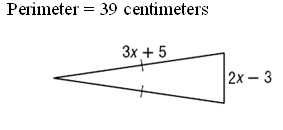 Perimeter = 39 centimeters
3x + 5
2x − 3